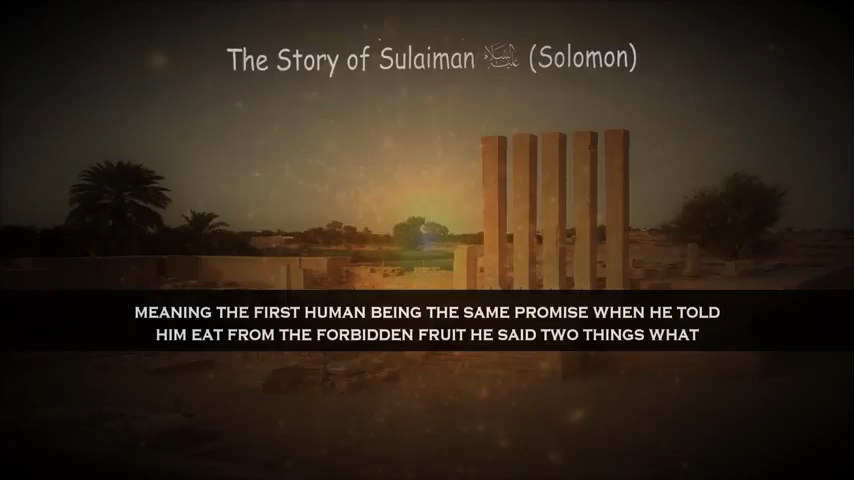 The Story of Sulaiman عليه السلام (Solomon)
MEANING THE FIRST HUMAN BEING THE SAME PROMISE WHEN HE TOLD
HIM EAT FROM THE FORBIDDEN FRUIT HE SAID TWO THINGS WHAT